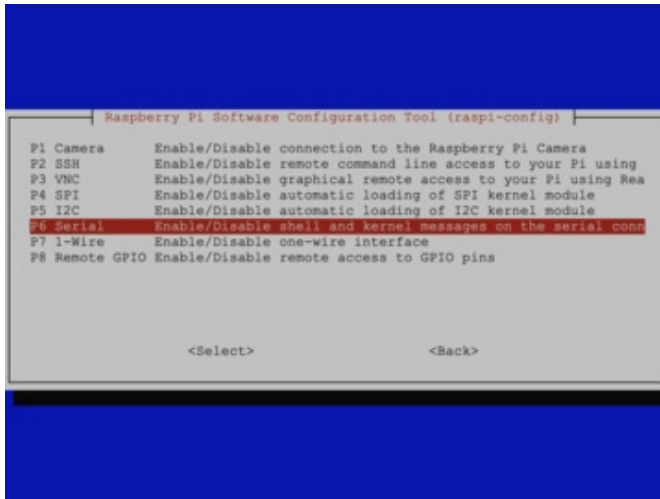 Raspberry Pi Software Configuration Tool (raspi-config)
P1 Camera Enable/Disable connection to the Raspberry Pi Camera
P2 SSH Enable/Disable remote command line access to your Pi using
P3 VNC Enable/Disable graphical remote access to your Pi using Rea
P4 SPI Enable/Disable automatic loading of SPI kernel module
P5 I2C Enable/Disable automatic loading of I2C kernel module
P6 Serial Enable/Disable shell and kernel messages on the serial conn
P7 1-Wire Enable/Disable one-wire interface
P8 Remote GPIO Enable/Disable remote access to GPIO pins
<Select> <Back>